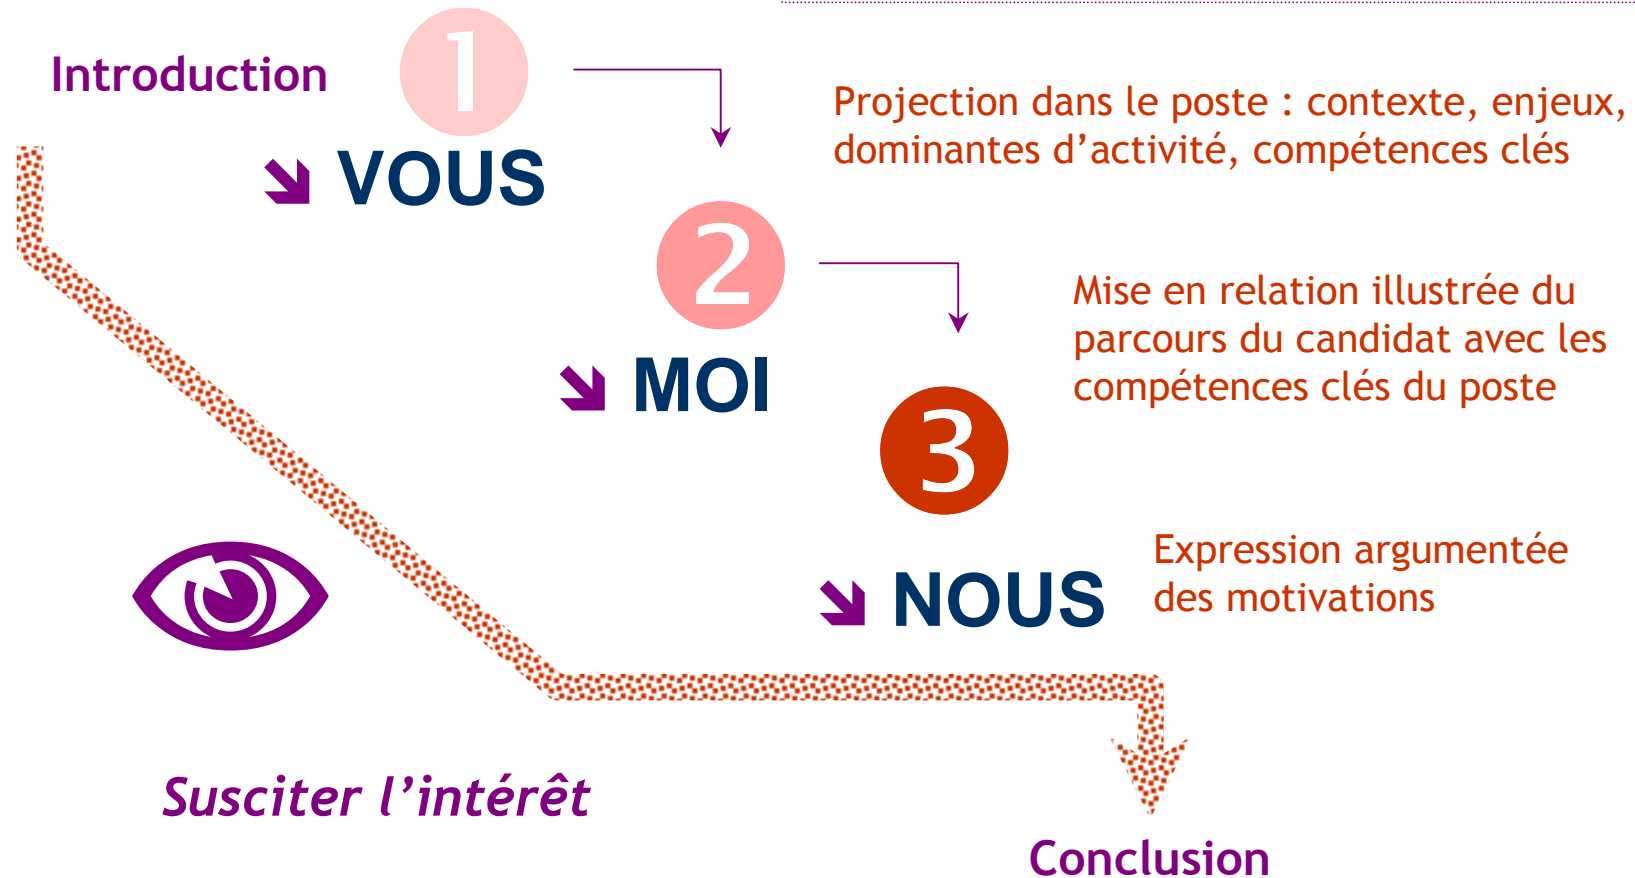 Introduction
1
VOUS
Projection dans le poste : contexte, enjeux,
dominantes d’activité, compétences clés
2
MOI
Mise en relation illustrée du
parcours du candidat avec les
compétences clés du poste
3
NOUS
Expression argumentée
des motivations
Susciter l’intérêt
Conclusion